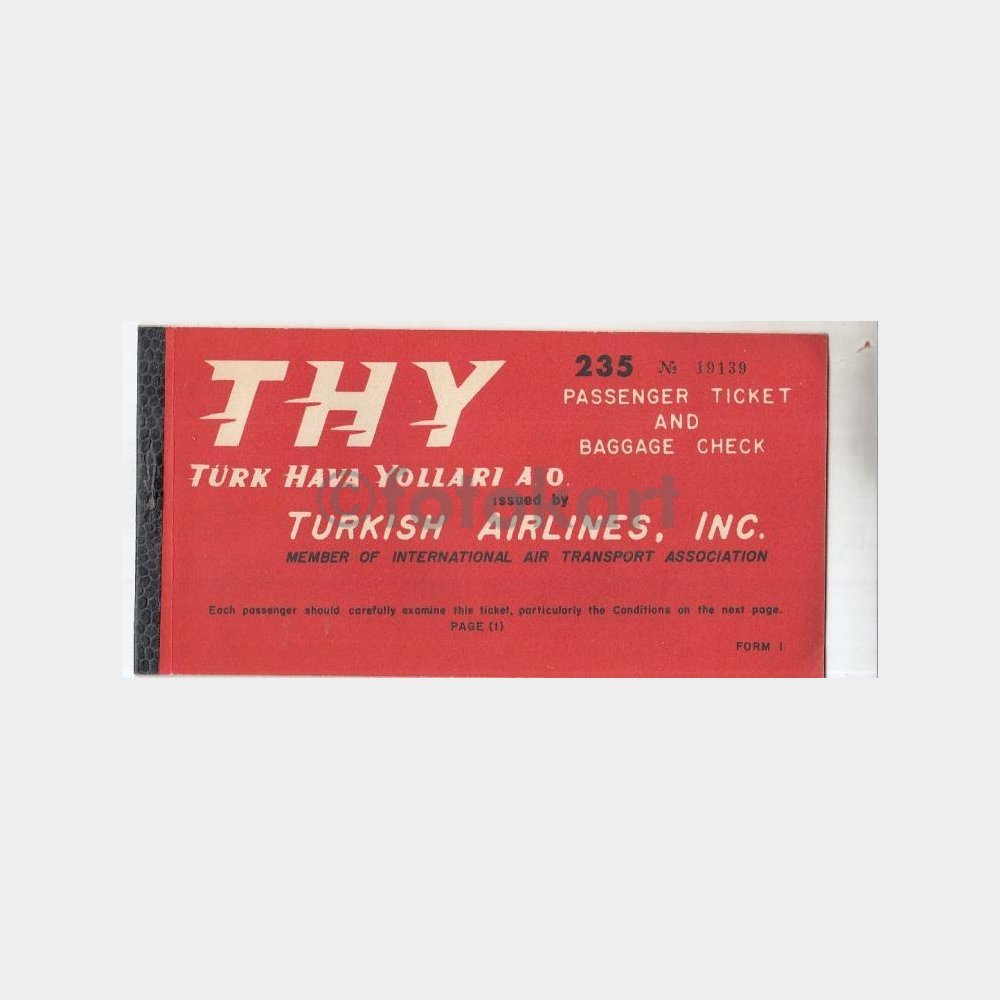 THY
235 № 19139
PASSENGER TICKET
AND
BAGGAGE CHECK
TÜRK HAVA YOLLARI A.O.
©fotokart
issued by
TURKISH AIRLINES, INC.
MEMBER OF INTERNATIONAL AIR TRANSPORT ASSOCIATION
Each passenger should carefully examine this ticket, particularly the Conditions on the next page.
PAGE (1)
FORM 1